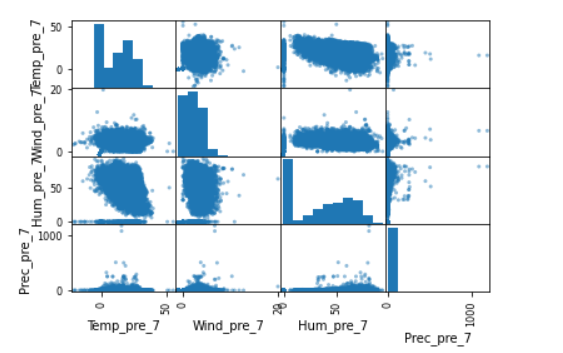 50
Temp_pre_7
0
20
Wind_pre_7
0
Hum_pre_7
50
0
1000
Prec_pre_7
0
0 50 0 20 0 50 0 1000
Temp_pre_7 Wind_pre_7 Hum_pre_7 Prec_pre_7